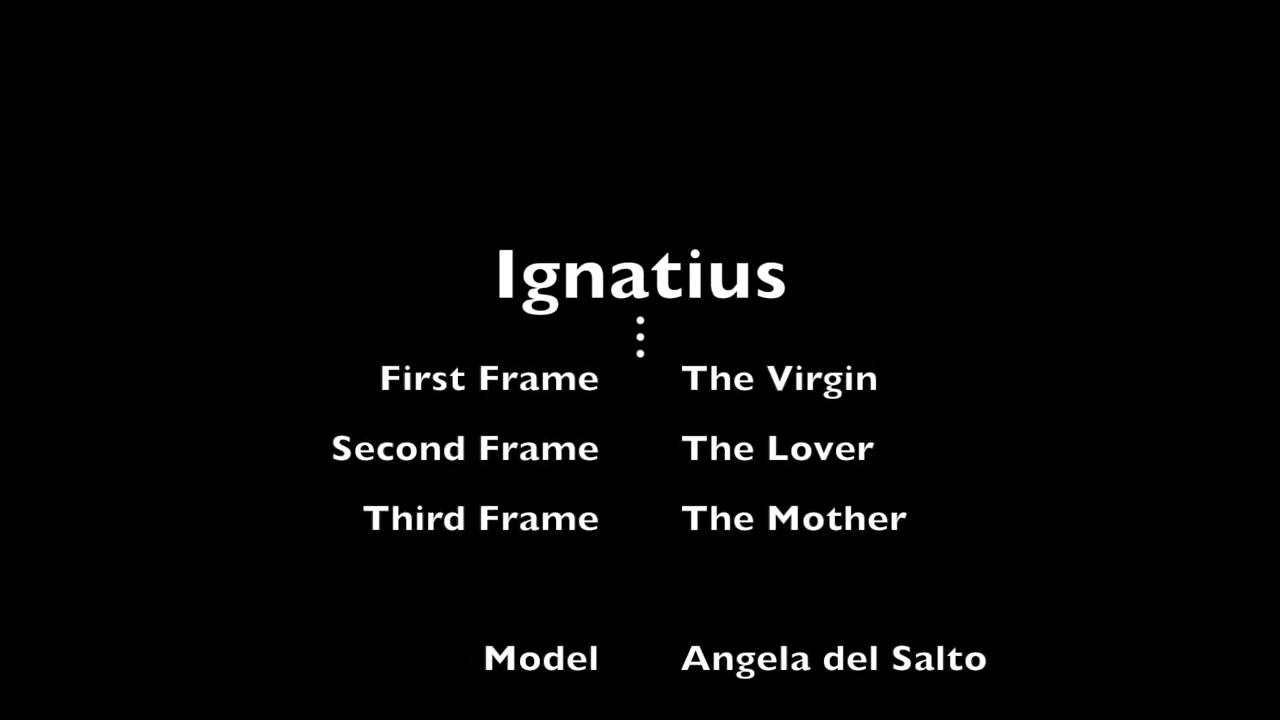 Ignatius
⋮
First Frame The Virgin
Second Frame The Lover
Third Frame The Mother
Model Angela del Salto